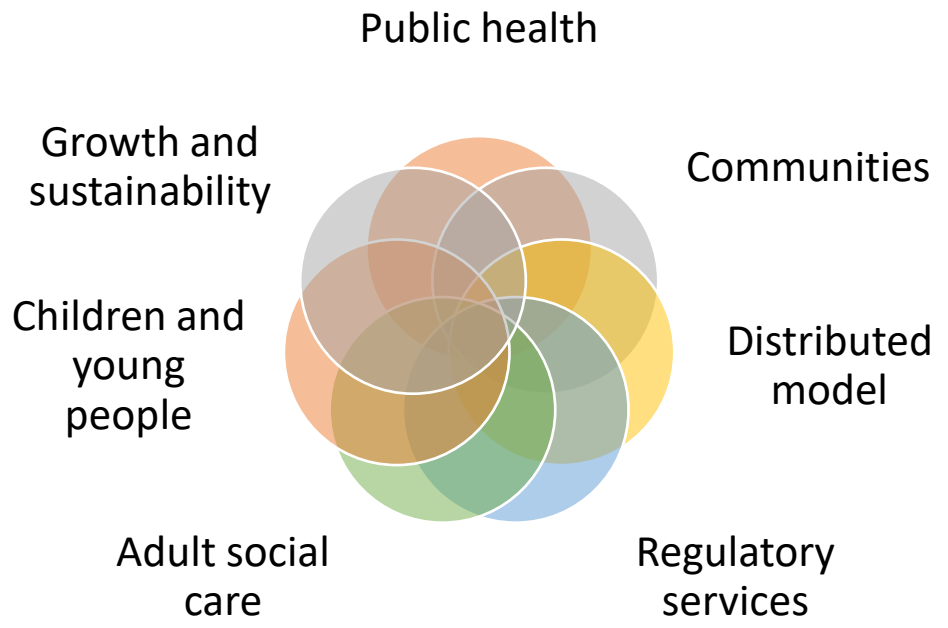 Public health
Growth and
sustainability
Communities
Children and
young
people
Distributed
model
Adult social
care
Regulatory
services